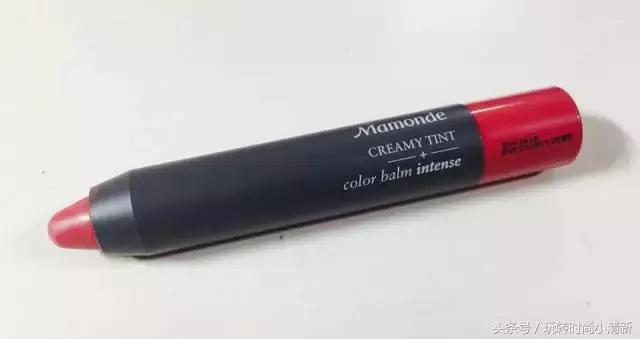 Mamonde
CREAMY TINT
+
color balm intense
头条号 / 玩转时尚小清新